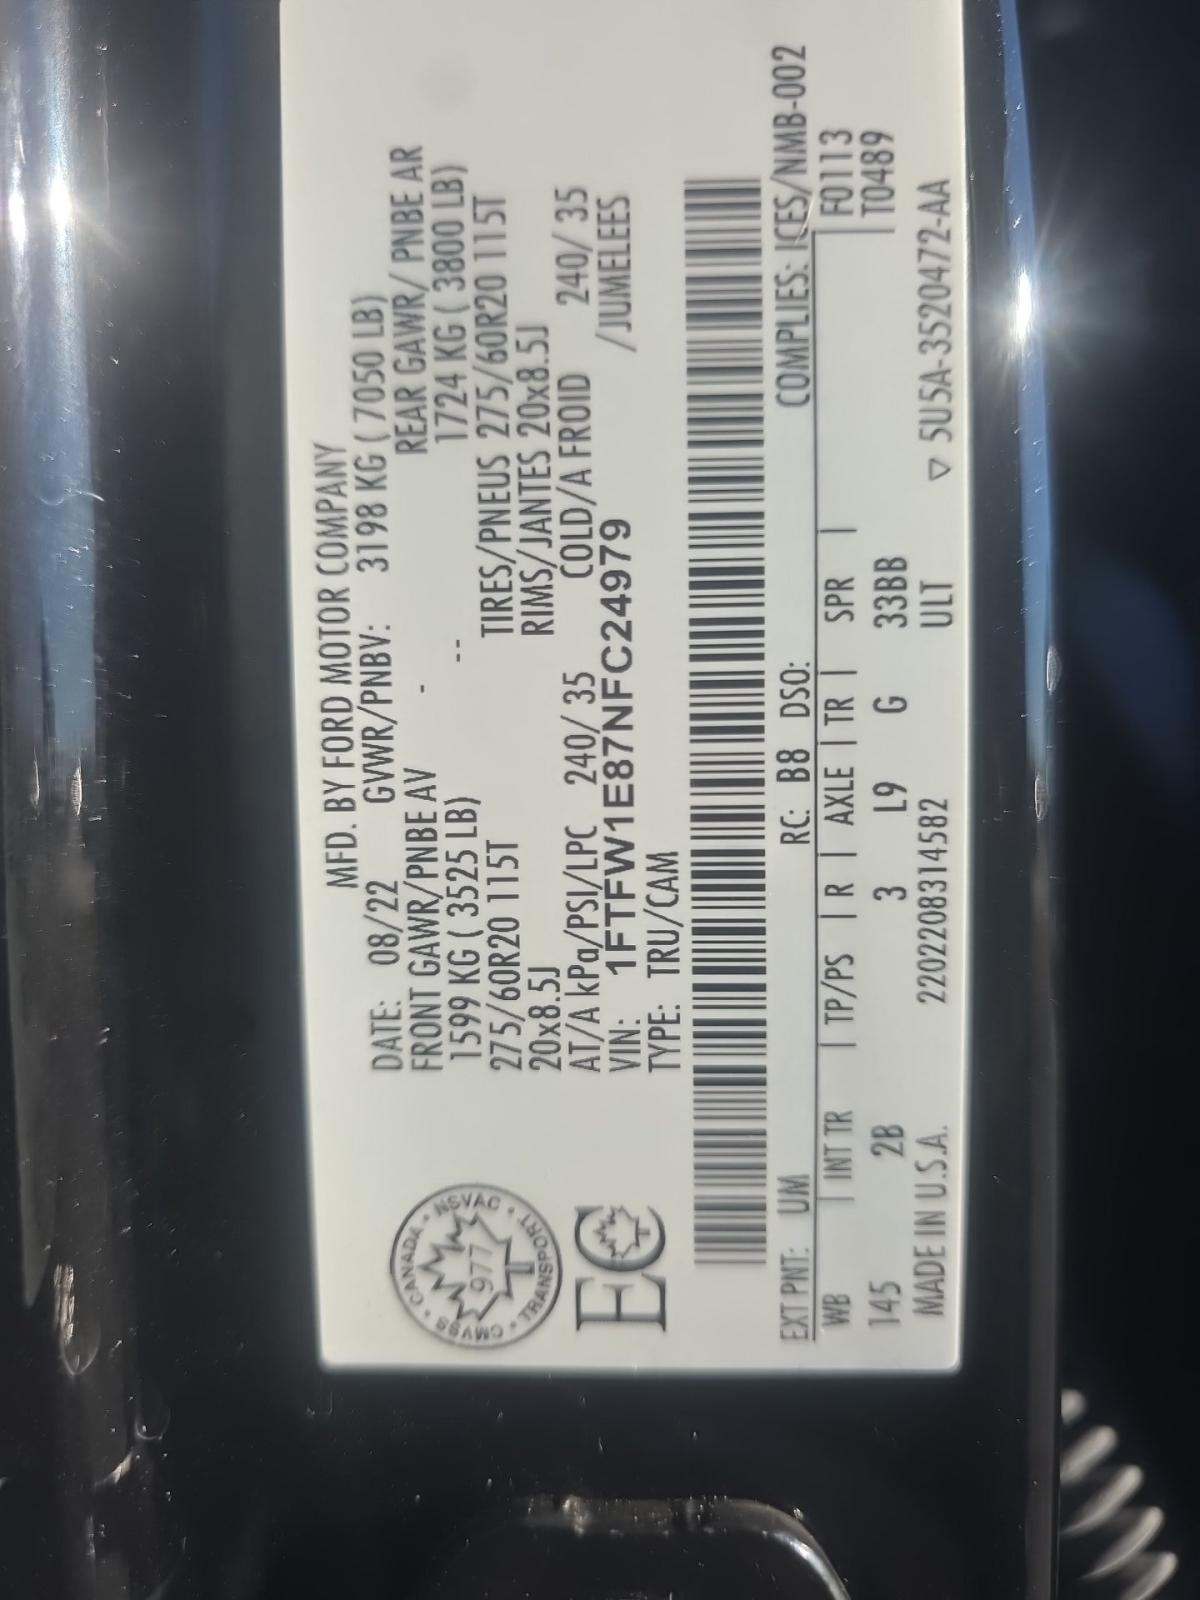 MFD. BY FORD MOTOR COMPANY
DATE: 08/22 GVWR/PNBV: 3198 KG ( 7050 LB)
FRONT GAWR/PNBE AV - REAR GAWR/ PNBE AR
1599 KG ( 3525 LB) -- 1724 KG ( 3800 LB)
275/60R20 115T TIRES/PNEUS 275/60R20 115T
20x8.5J RIMS/JANTES 20x8.5J
AT/A kPa/PSI/LPC 240/ 35 COLD/A FROID 240/ 35
VIN: 1FTFW1E87NFC24979 /JUMELEES
TYPE: TRU/CAM
CANADA • NSVAC • TRANSPORT • CMVSS •
977
T
EC
EXT PNT: UM RC: B8 DSO: COMPLIES: ICES/NMB-002
WB | INT TR | TP/PS | R | AXLE | TR | SPR | F0113
145 2B 3 L9 G 33BB T0489
MADE IN U.S.A. 2202208314582 ULT ▽ 5U5A-3520472-AA